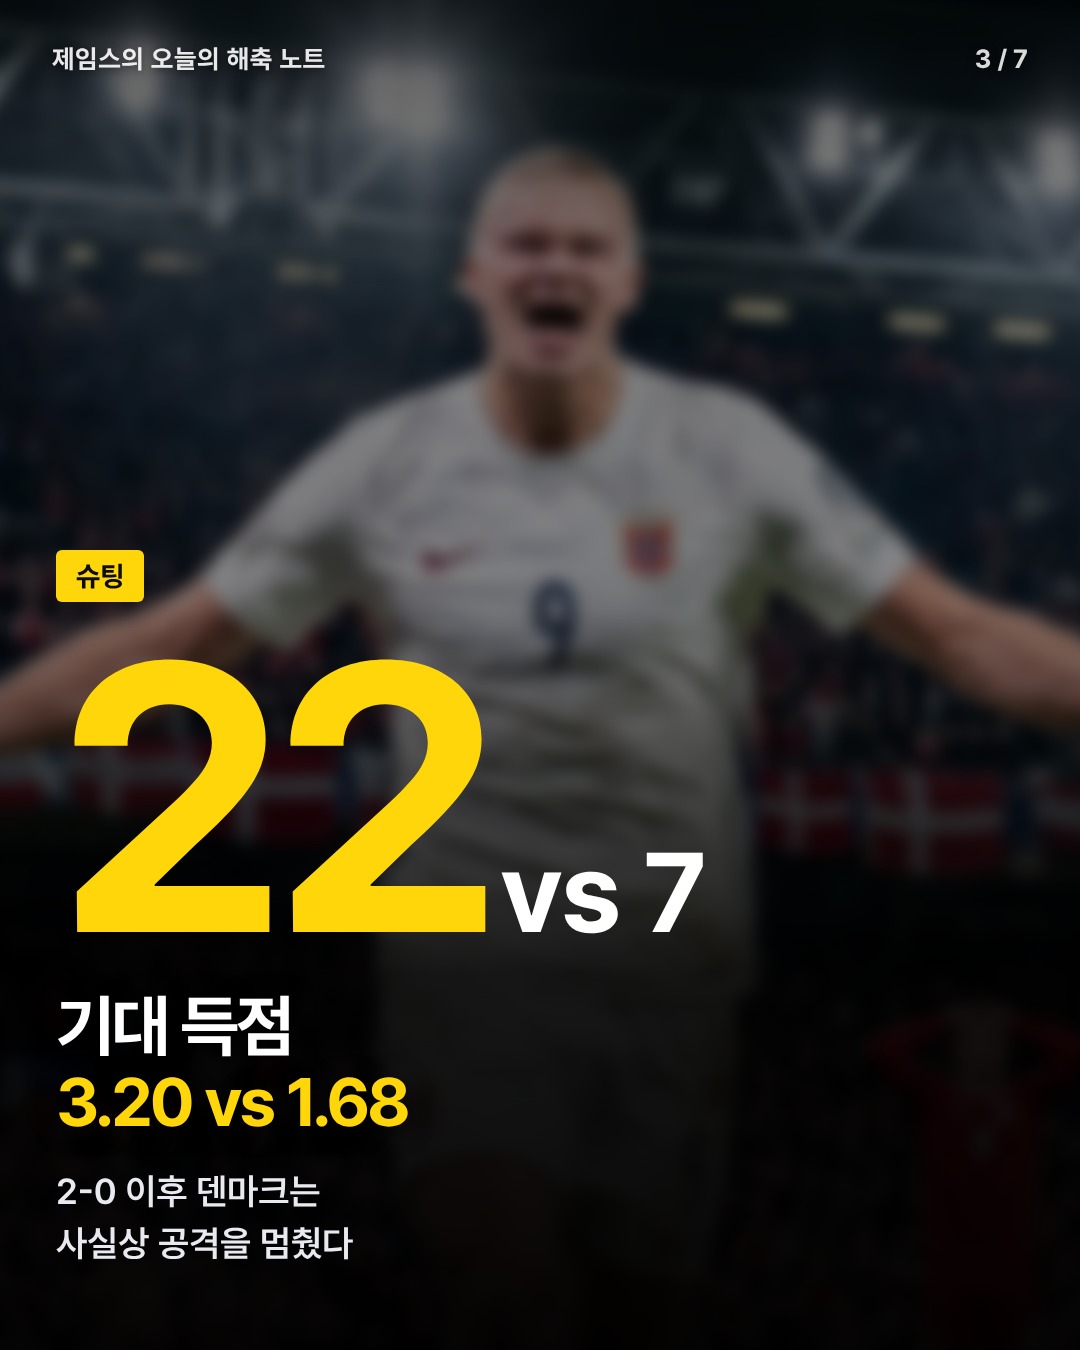 제임스의 오늘의 해축 노트
3 / 7
슈팅
22 vs 7
기대 득점
3.20 vs 1.68
2-0 이후 덴마크는
사실상 공격을 멈췄다
9